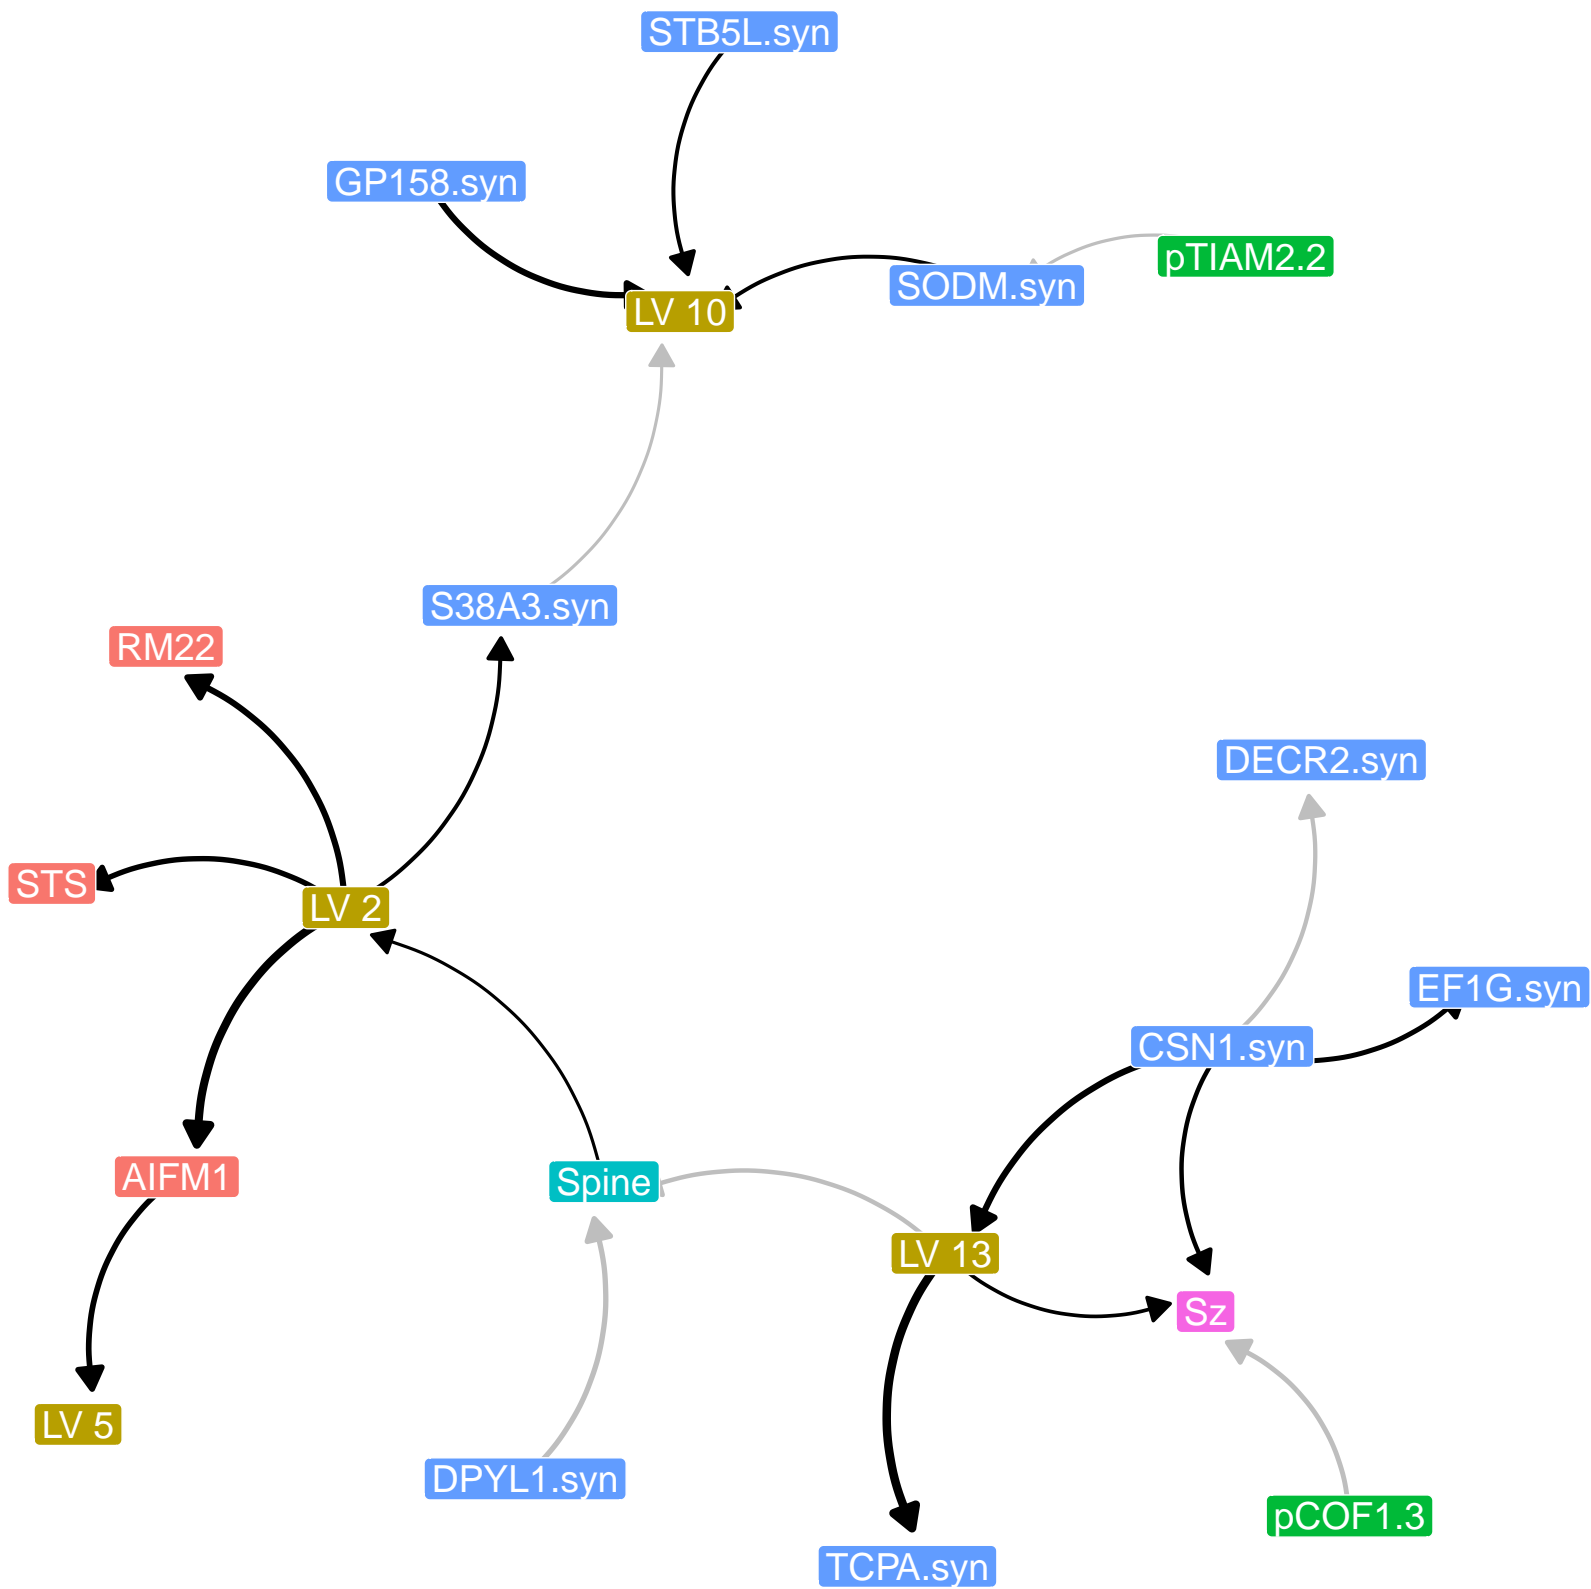 STB5L.syn
GP158.syn
pTIAM2.2
SODM.syn
LV 10
S38A3.syn
RM22
DECR2.syn
STS
LV 2
EF1G.syn
CSN1.syn
AIFM1
Spine
LV 13
Sz
LV 5
DPYL1.syn
pCOF1.3
TCPA.syn